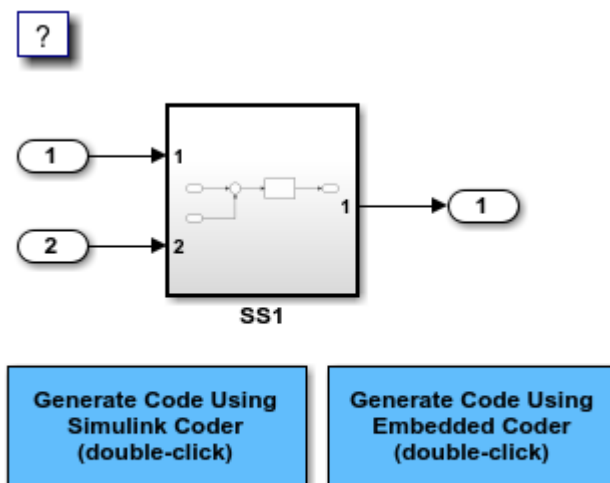 ?
1
1
1
1
2
2
SS1
Generate Code Using
Simulink Coder
(double-click)
Generate Code Using
Embedded Coder
(double-click)